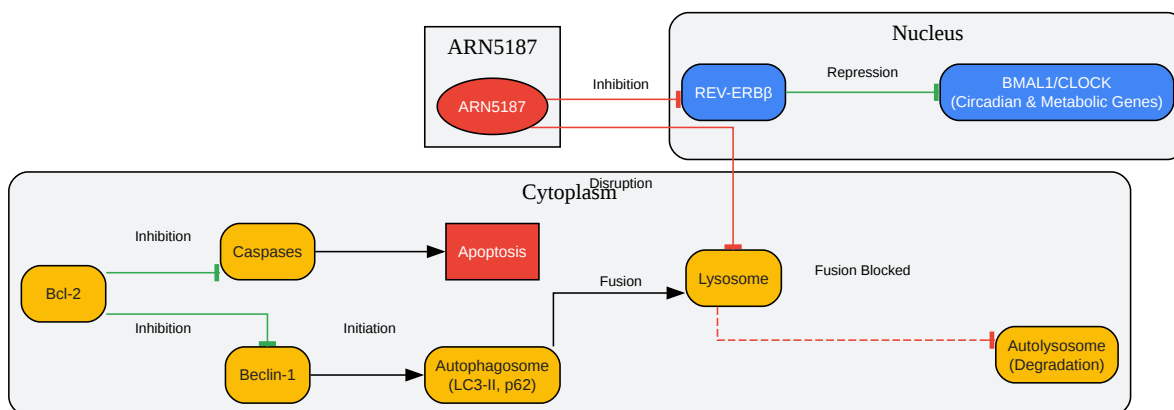 ARN5187
ARN5187
Inhibition
Nucleus
REV-ERBβ
Repression
BMAL1/CLOCK
(Circadian & Metabolic Genes)
Disruption
Cytoplasm
Bcl-2
Inhibition
Caspases
Apoptosis
Inhibition
Beclin-1
Initiation
Autophagosome
(LC3-II, p62)
Fusion
Lysosome
Fusion Blocked
Autolysosome
(Degradation)